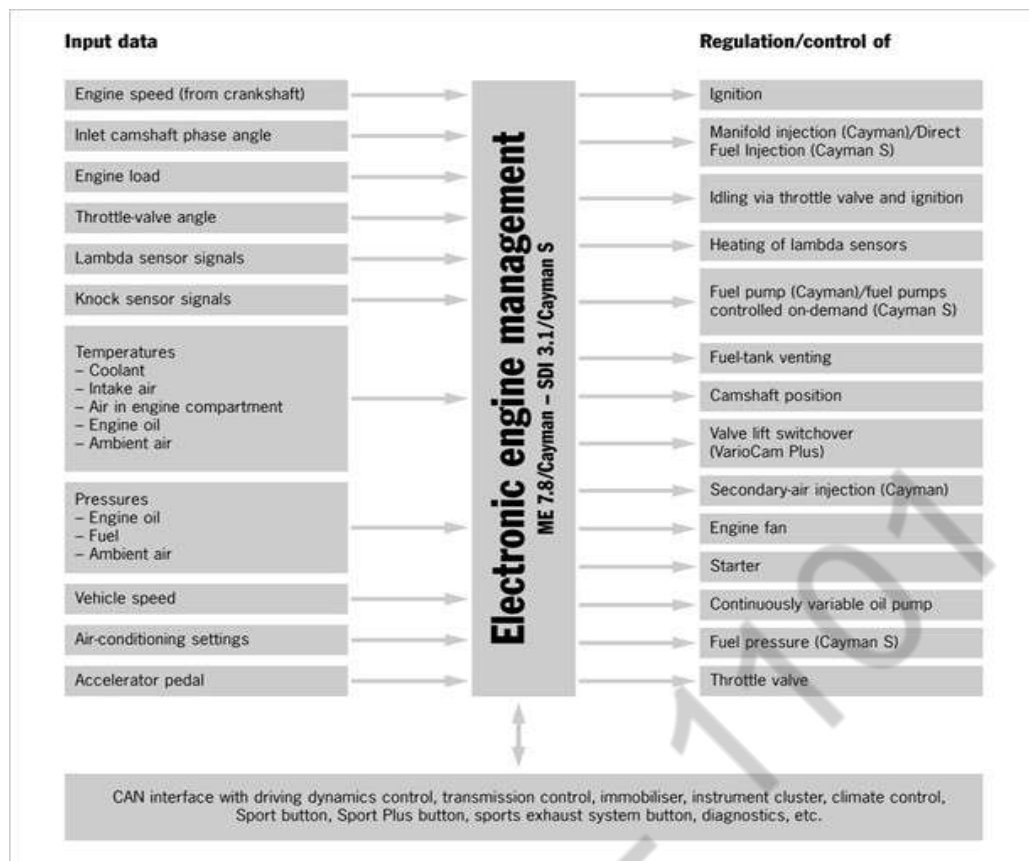 Input data
Engine speed (from crankshaft)
Inlet camshaft phase angle
Engine load
Throttle-valve angle
Lambda sensor signals
Knock sensor signals
Temperatures
– Coolant
– Intake air
– Air in engine compartment
– Engine oil
– Ambient air
Pressures
– Engine oil
– Fuel
– Ambient air
Vehicle speed
Air-conditioning settings
Accelerator pedal
Electronic engine management
ME 7.8/Cayman – SDI 3.1/Cayman S
Regulation/control of
Ignition
Manifold injection (Cayman)/Direct
Fuel Injection (Cayman S)
Idling via throttle valve and ignition
Heating of lambda sensors
Fuel pump (Cayman)/fuel pumps
controlled on-demand (Cayman S)
Fuel-tank venting
Camshaft position
Valve lift switchover
(VarioCam Plus)
Secondary-air injection (Cayman)
Engine fan
Starter
Continuously variable oil pump
Fuel pressure (Cayman S)
Throttle valve
CAN interface with driving dynamics control, transmission control, immobiliser, instrument cluster, climate control,
Sport button, Sport Plus button, sports exhaust system button, diagnostics, etc.
- 1101